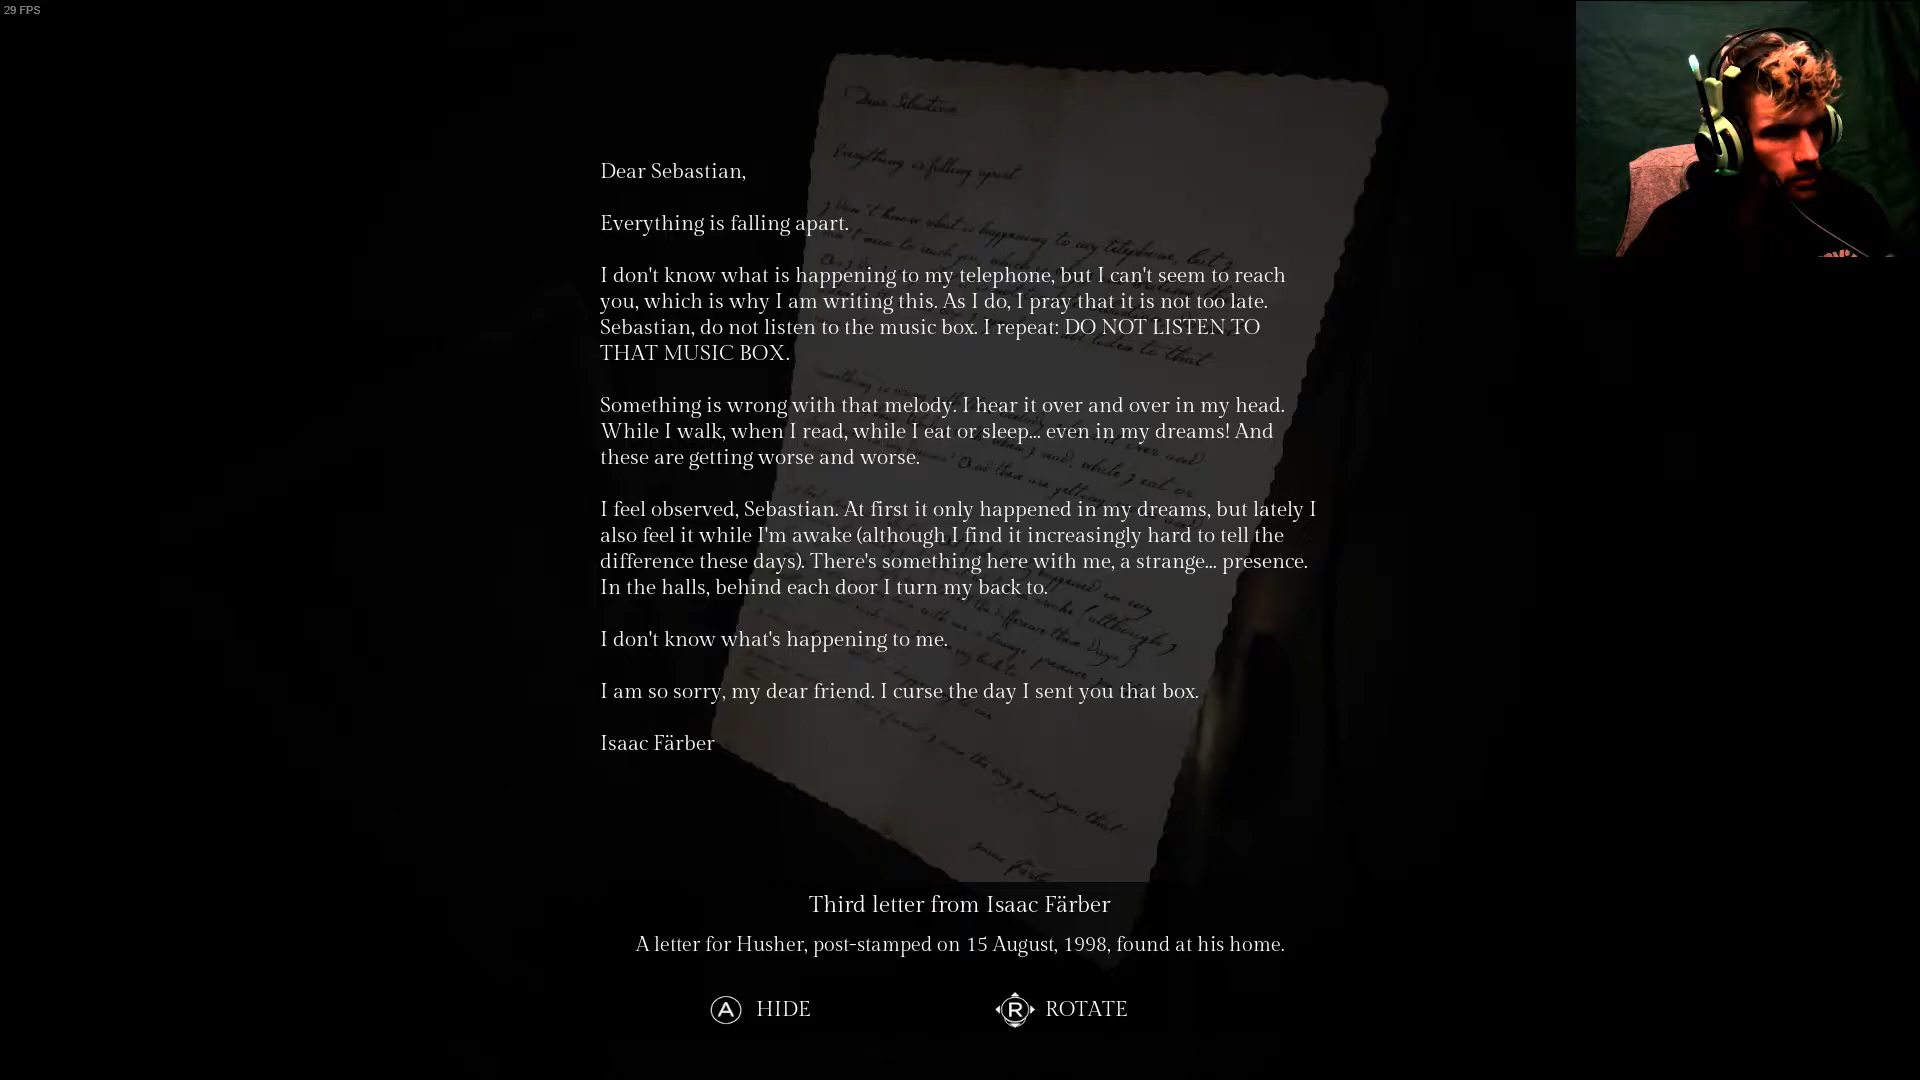 29 FPS
Dear Sebastian,
Everything is falling apart.
I don't know what is happening to my telephone, but I can't seem to reach
you, which is why I am writing this. As I do, I pray that it is not too late.
Sebastian, do not listen to the music box. I repeat: DO NOT LISTEN TO
THAT MUSIC BOX.
Something is wrong with that melody. I hear it over and over in my head.
While I walk, when I read, while I eat or sleep... even in my dreams! And
these are getting worse and worse.
I feel observed, Sebastian. At first it only happened in my dreams, but lately I
also feel it while I'm awake (although I find it increasingly hard to tell the
difference these days). There's something here with me, a strange... presence.
In the halls, behind each door I turn my back to.
I don't know what's happening to me.
I am so sorry, my dear friend. I curse the day I sent you that box.
Isaac Färber
Third letter from Isaac Färber
A letter for Husher, post-stamped on 15 August, 1998, found at his home.
A HIDE
R ROTATE